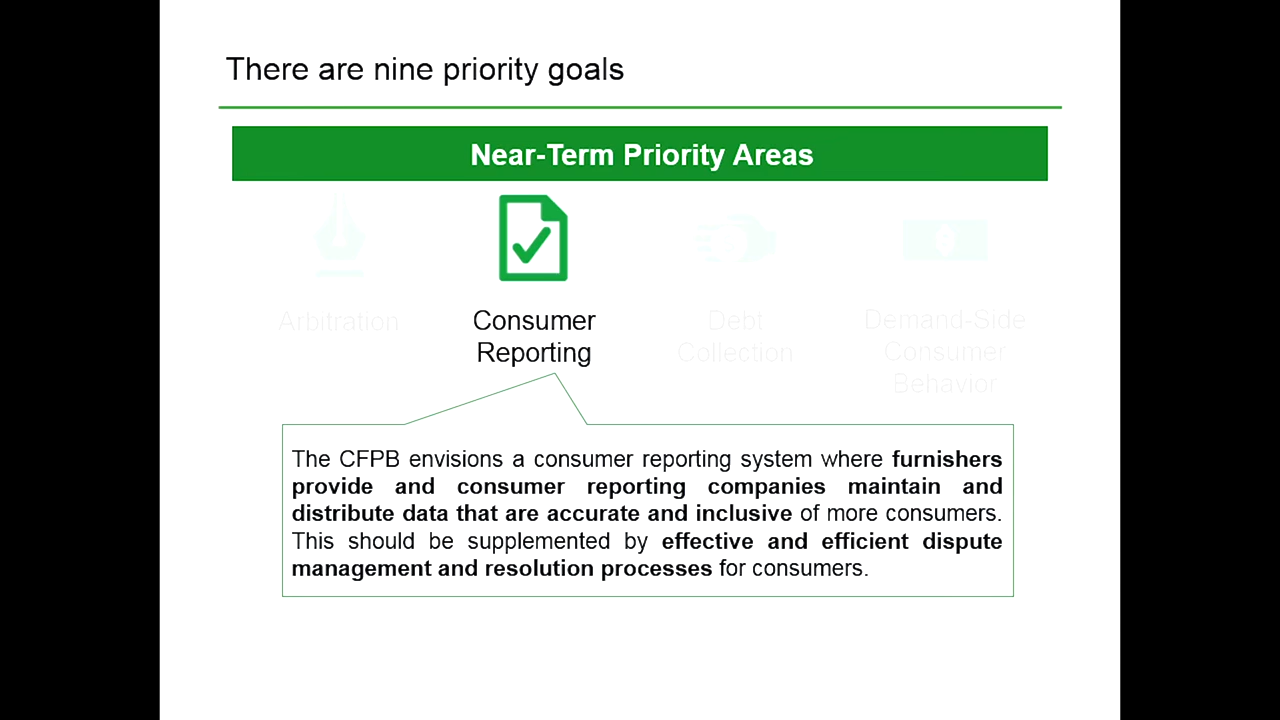 There are nine priority goals
Near-Term Priority Areas
Arbitration
Consumer
Reporting
Debt
Collection
Demand-Side
Consumer
Behavior
The CFPB envisions a consumer reporting system where furnishers
provide and consumer reporting companies maintain and
distribute data that are accurate and inclusive of more consumers.
This should be supplemented by effective and efficient dispute
management and resolution processes for consumers.